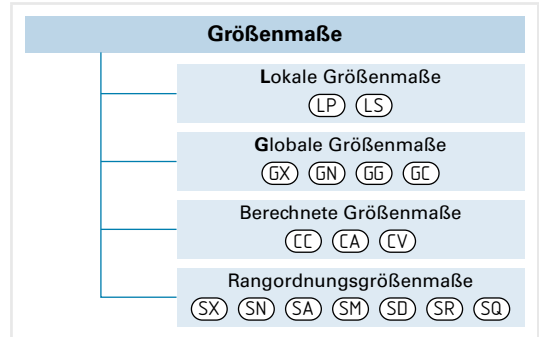 Größenmaße
Lokale Größenmaße
LP LS
Globale Größenmaße
GX GN GG GC
Berechnete Größenmaße
CC CA CV
Rangordnungsgrößenmaße
SX SN SA SM SD SR SQ